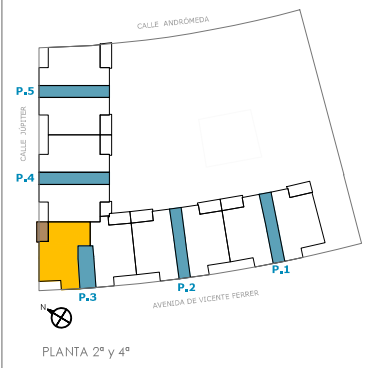 CALLE ANDRÓMEDA
P.5
CALLE JÚPITER
P.4
P.1
P.2
P.3
AVENIDA DE VICENTE FERRER
N
PLANTA 2ª y 4ª